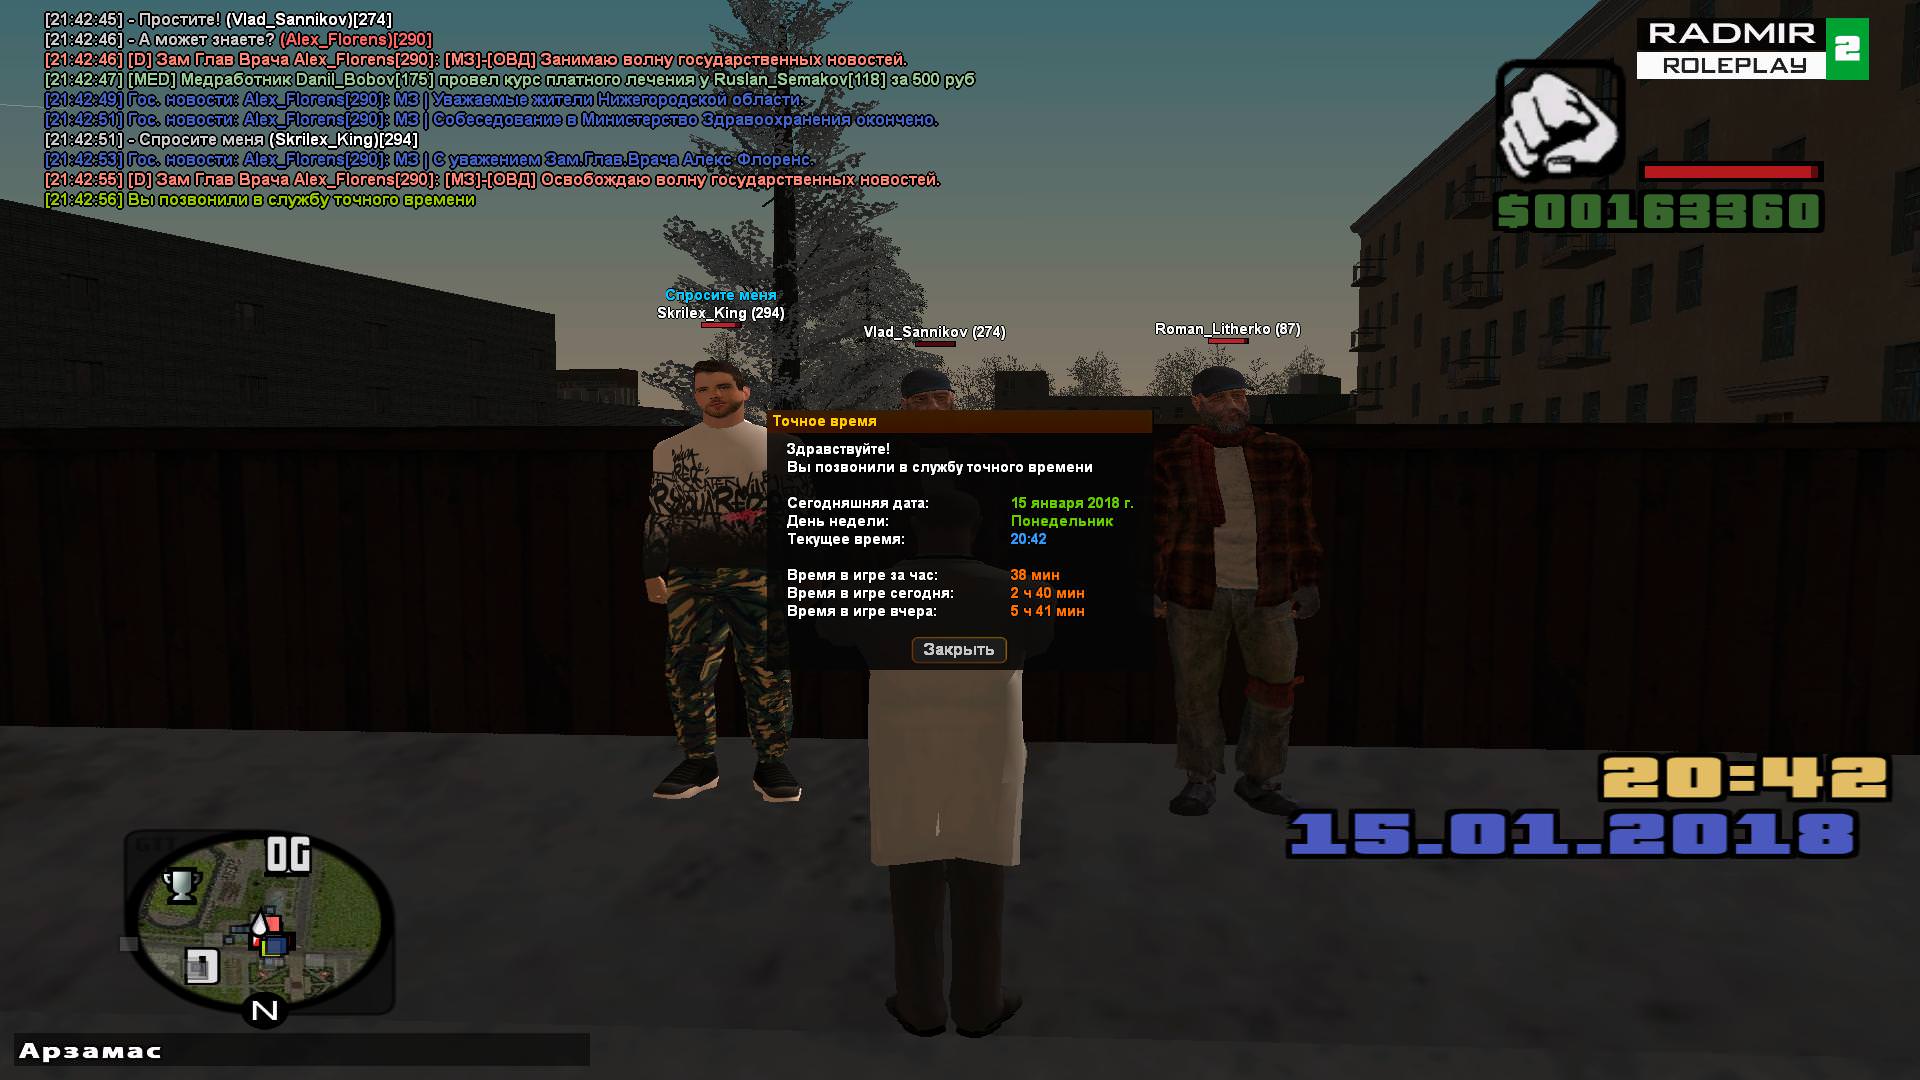 [21:42:45] - Простите! (Vlad_Sannikov)[274]
[21:42:46] - А может знаете? (Alex_Florens)[290]
[21:42:46] [D] Зам Глав Врача Alex_Florens[290]: [МЗ]-[ОВД] Занимаю волну государственных новостей.
[21:42:47] [MED] Медработник Danil_Bobov[175] провел курс платного лечения у Ruslan_Semakov[118] за 500 руб
[21:42:49] Гос. новости: Alex_Florens[290]: МЗ | Уважаемые жители Нижегородской области.
[21:42:51] Гос. новости: Alex_Florens[290]: МЗ | Собеседование в Министерство Здравоохранения окончено.
[21:42:51] - Спросите меня (Skrilex_King)[294]
[21:42:53] Гос. новости: Alex_Florens[290]: МЗ | С уважением Зам.Глав.Врача Алекс Флоренс.
[21:42:55] [D] Зам Глав Врача Alex_Florens[290]: [МЗ]-[ОВД] Освобождаю волну государственных новостей.
[21:42:56] Вы позвонили в службу точного времени
RADMIR
ROLEPLAY
2
$00163360
Спросите меня
Skrilex_King (294)
Vlad_Sannikov (274)
Roman_Litherko (87)
Точное время
Здравствуйте!
Вы позвонили в службу точного времени
Сегодняшняя дата: 15 января 2018 г.
День недели: Понедельник
Текущее время: 20:42
Время в игре за час: 38 мин
Время в игре сегодня: 2 ч 40 мин
Время в игре вчера: 5 ч 41 мин
Закрыть
20:42
15.01.2018
OG
N
Арзамас